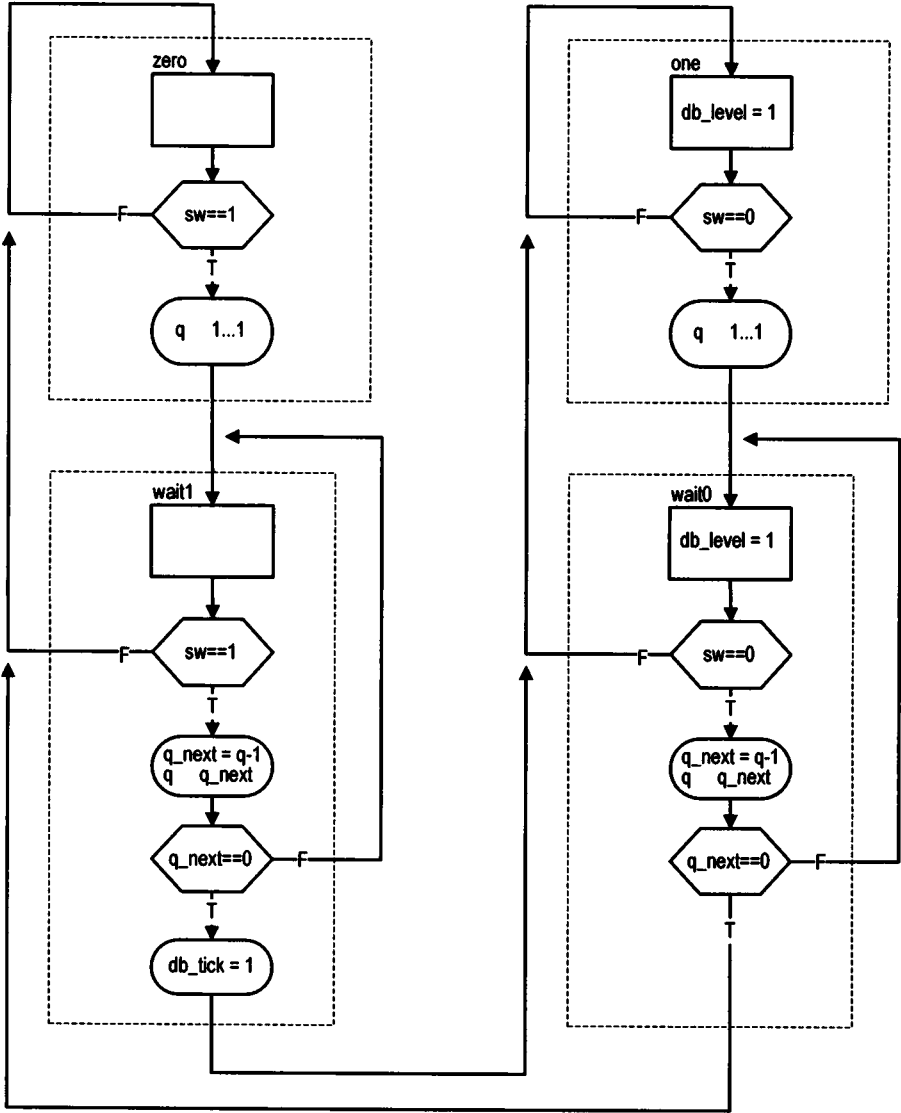 zero
sw==1
F
T
q 1...1
wait1
sw==1
F
T
q_next = q-1
q q_next
q_next==0
F
T
db_tick = 1
one
db_level = 1
sw==0
F
T
q 1...1
wait0
db_level = 1
sw==0
F
T
q_next = q-1
q q_next
q_next==0
F
T